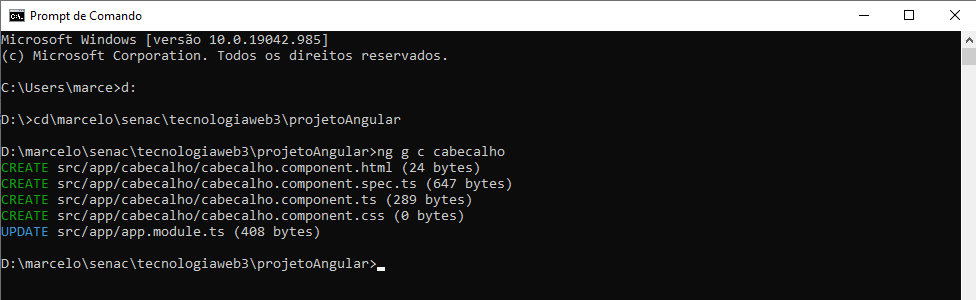 Prompt de Comando
Microsoft Windows [versão 10.0.19042.985]
(c) Microsoft Corporation. Todos os direitos reservados.
C:\Users\marce>d:
D:\>cd\marcelo\senac\tecnologiaweb3\projetoAngular
D:\marcelo\senac\tecnologiaweb3\projetoAngular>ng g c cabecalho
CREATE src/app/cabecalho/cabecalho.component.html (24 bytes)
CREATE src/app/cabecalho/cabecalho.component.spec.ts (647 bytes)
CREATE src/app/cabecalho/cabecalho.component.ts (289 bytes)
CREATE src/app/cabecalho/cabecalho.component.css (0 bytes)
UPDATE src/app/app.module.ts (408 bytes)
D:\marcelo\senac\tecnologiaweb3\projetoAngular>